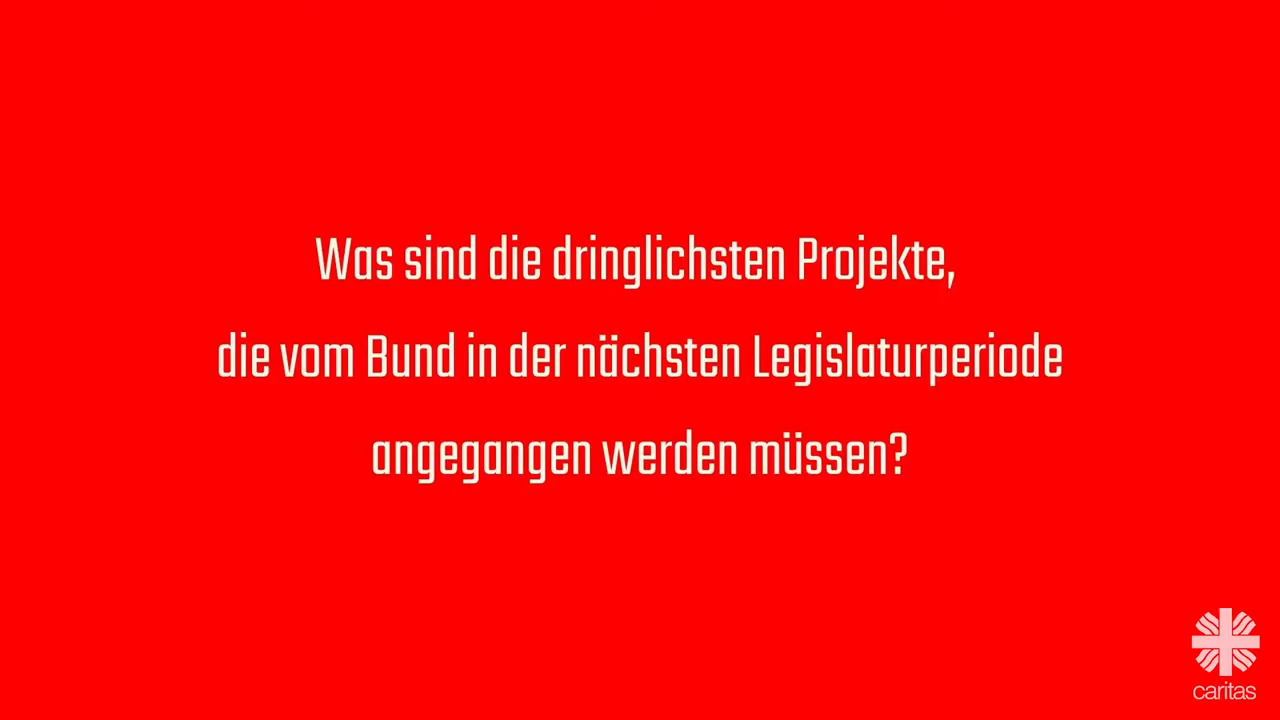 Was sind die dringlichsten Projekte,
die vom Bund in der nächsten Legislaturperiode
angegangen werden müssen?
caritas